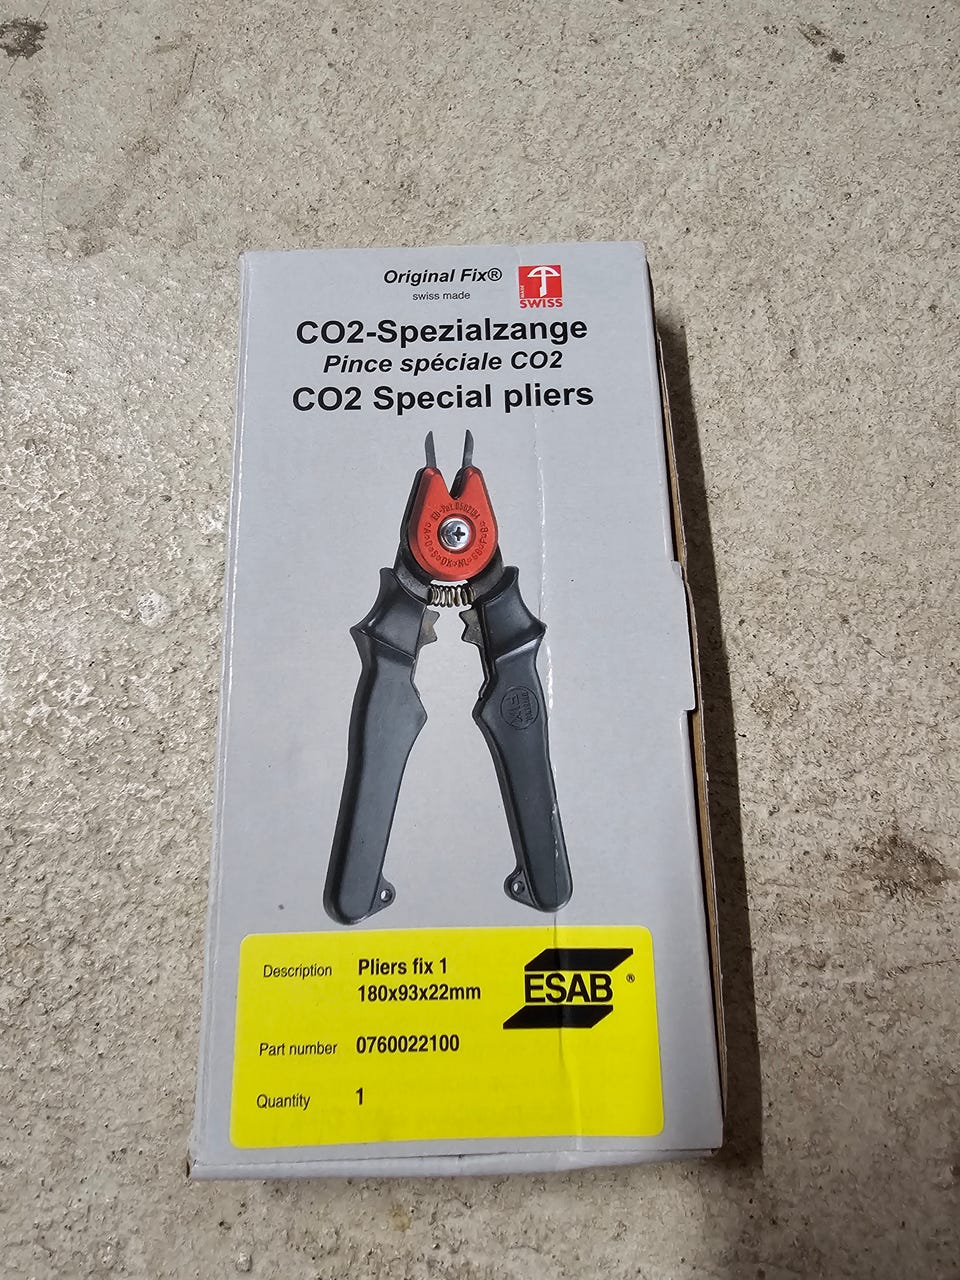 Original Fix®
swiss made
MADE
SWISS
CO2-Spezialzange
Pince spéciale CO2
CO2 Special pliers
Description Pliers fix 1
180x93x22mm
ESAB®
Part number 0760022100
Quantity 1